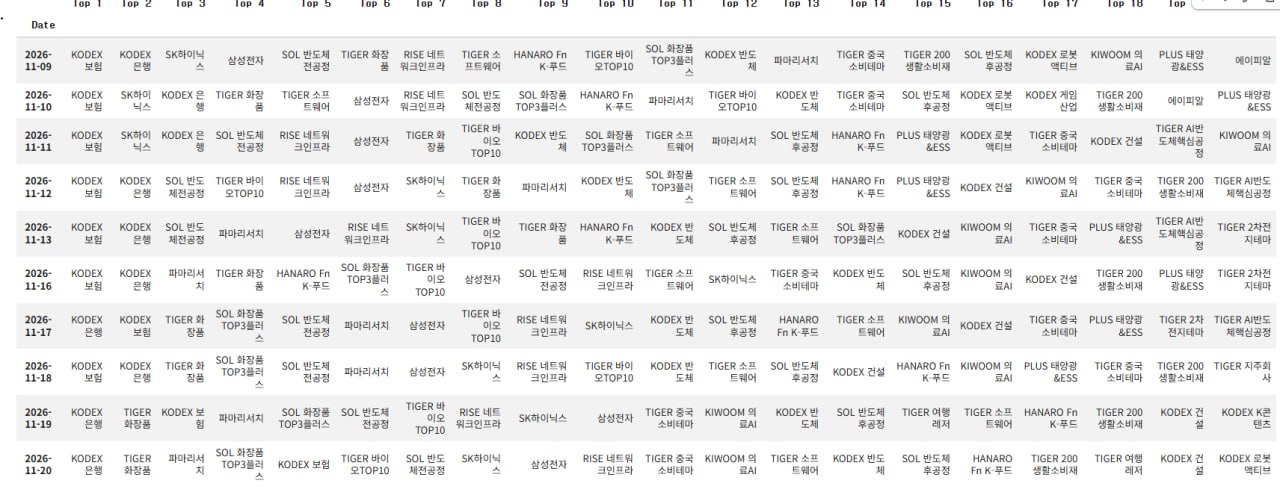 Top 1 Top 2 Top 3 Top 4 Top 5 Top 6 Top 7 Top 8 Top 9 Top 10 Top 11 Top 12 Top 13 Top 14 Top 15 Top 16 Top 17 Top 18 Top
Date
2026-11-09 KODEX 보험 KODEX 은행 SK하이닉스 삼성전자 SOL 반도체전공정 TIGER 화장품 RISE 네트워크인프라 TIGER 소프트웨어 HANARO Fn K-푸드 TIGER 바이오TOP10 SOL 화장품TOP3플러스 KODEX 반도체 파마리서치 TIGER 중국소비테마 TIGER 200 생활소비재 SOL 반도체후공정 KODEX 로봇액티브 KIWOOM 의료AI PLUS 태양광&ESS 에이피알
2026-11-10 KODEX 보험 SK하이닉스 KODEX 은행 TIGER 화장품 TIGER 소프트웨어 삼성전자 RISE 네트워크인프라 SOL 반도체전공정 SOL 화장품TOP3플러스 HANARO Fn K-푸드 파마리서치 TIGER 바이오TOP10 KODEX 반도체 TIGER 중국소비테마 SOL 반도체후공정 KODEX 로봇액티브 KODEX 게임산업 TIGER 200 생활소비재 에이피알 PLUS 태양광&ESS
2026-11-11 KODEX 보험 SK하이닉스 KODEX 은행 SOL 반도체전공정 RISE 네트워크인프라 삼성전자 TIGER 화장품 TIGER 바이오TOP10 KODEX 반도체 SOL 화장품TOP3플러스 TIGER 소프트웨어 파마리서치 SOL 반도체후공정 HANARO Fn K-푸드 PLUS 태양광&ESS KODEX 로봇액티브 TIGER 중국소비테마 KODEX 건설 TIGER AI반도체핵심공정 KIWOOM 의료AI
2026-11-12 KODEX 보험 KODEX 은행 SOL 반도체전공정 TIGER 바이오TOP10 RISE 네트워크인프라 삼성전자 SK하이닉스 TIGER 화장품 파마리서치 KODEX 반도체 SOL 화장품TOP3플러스 TIGER 소프트웨어 SOL 반도체후공정 HANARO Fn K-푸드 PLUS 태양광&ESS KODEX 건설 KIWOOM 의료AI TIGER 중국소비테마 TIGER 200 생활소비재 TIGER AI반도체핵심공정
2026-11-13 KODEX 보험 KODEX 은행 SOL 반도체전공정 파마리서치 삼성전자 RISE 네트워크인프라 SK하이닉스 TIGER 바이오TOP10 TIGER 화장품 HANARO Fn K-푸드 KODEX 반도체 SOL 반도체후공정 TIGER 소프트웨어 SOL 화장품TOP3플러스 KODEX 건설 KIWOOM 의료AI TIGER 중국소비테마 PLUS 태양광&ESS TIGER AI반도체핵심공정 TIGER 2차전지테마
2026-11-16 KODEX 보험 KODEX 은행 파마리서치 TIGER 화장품 HANARO Fn K-푸드 SOL 화장품TOP3플러스 TIGER 바이오TOP10 삼성전자 SOL 반도체전공정 RISE 네트워크인프라 TIGER 소프트웨어 SK하이닉스 TIGER 중국소비테마 KODEX 반도체 SOL 반도체후공정 KIWOOM 의료AI KODEX 건설 TIGER 200 생활소비재 PLUS 태양광&ESS TIGER 2차전지테마
2026-11-17 KODEX 은행 KODEX 보험 TIGER 화장품 SOL 화장품TOP3플러스 SOL 반도체전공정 파마리서치 삼성전자 TIGER 바이오TOP10 RISE 네트워크인프라 SK하이닉스 KODEX 반도체 SOL 반도체후공정 HANARO Fn K-푸드 TIGER 소프트웨어 KIWOOM 의료AI KODEX 건설 TIGER 중국소비테마 PLUS 태양광&ESS TIGER 2차전지테마 TIGER AI반도체핵심공정
2026-11-18 KODEX 보험 KODEX 은행 TIGER 화장품 SOL 화장품TOP3플러스 SOL 반도체전공정 파마리서치 삼성전자 SK하이닉스 RISE 네트워크인프라 TIGER 바이오TOP10 KODEX 반도체 TIGER 소프트웨어 SOL 반도체후공정 KODEX 건설 HANARO Fn K-푸드 KIWOOM 의료AI PLUS 태양광&ESS TIGER 중국소비테마 TIGER 200 생활소비재 TIGER 지주회사
2026-11-19 KODEX 은행 TIGER 화장품 KODEX 보험 파마리서치 SOL 화장품TOP3플러스 SOL 반도체전공정 TIGER 바이오TOP10 RISE 네트워크인프라 SK하이닉스 삼성전자 TIGER 중국소비테마 KIWOOM 의료AI KODEX 반도체 SOL 반도체후공정 TIGER 여행레저 TIGER 소프트웨어 HANARO Fn K-푸드 TIGER 200 생활소비재 KODEX 건설 KODEX K콘텐츠
2026-11-20 KODEX 은행 TIGER 화장품 파마리서치 SOL 화장품TOP3플러스 KODEX 보험 TIGER 바이오TOP10 SOL 반도체전공정 SK하이닉스 삼성전자 RISE 네트워크인프라 TIGER 중국소비테마 KIWOOM 의료AI TIGER 소프트웨어 KODEX 반도체 SOL 반도체후공정 HANARO Fn K-푸드 TIGER 200 생활소비재 TIGER 여행레저 KODEX 건설 KODEX 로봇액티브